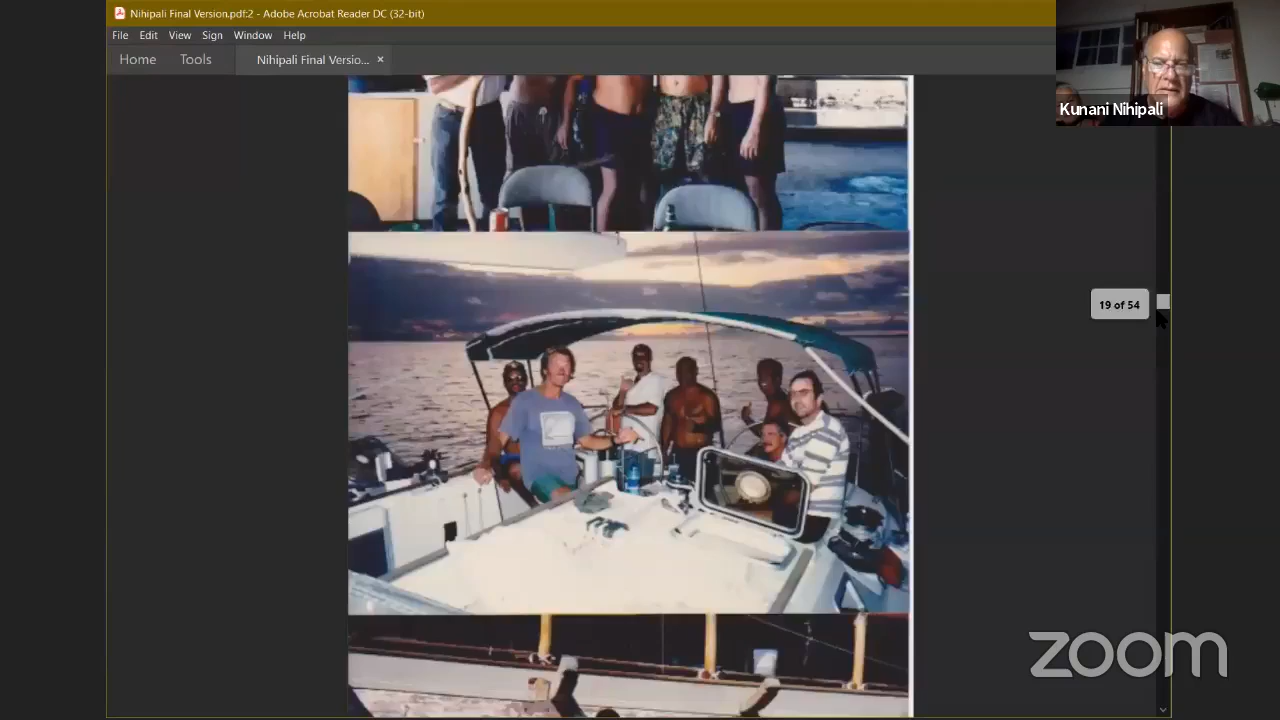 Nihipali Final Version.pdf:2 - Adobe Acrobat Reader DC (32-bit)
File Edit View Sign Window Help
Home Tools Nihipali Final Versio... ×
Kunani Nihipali
19 of 54
zoom